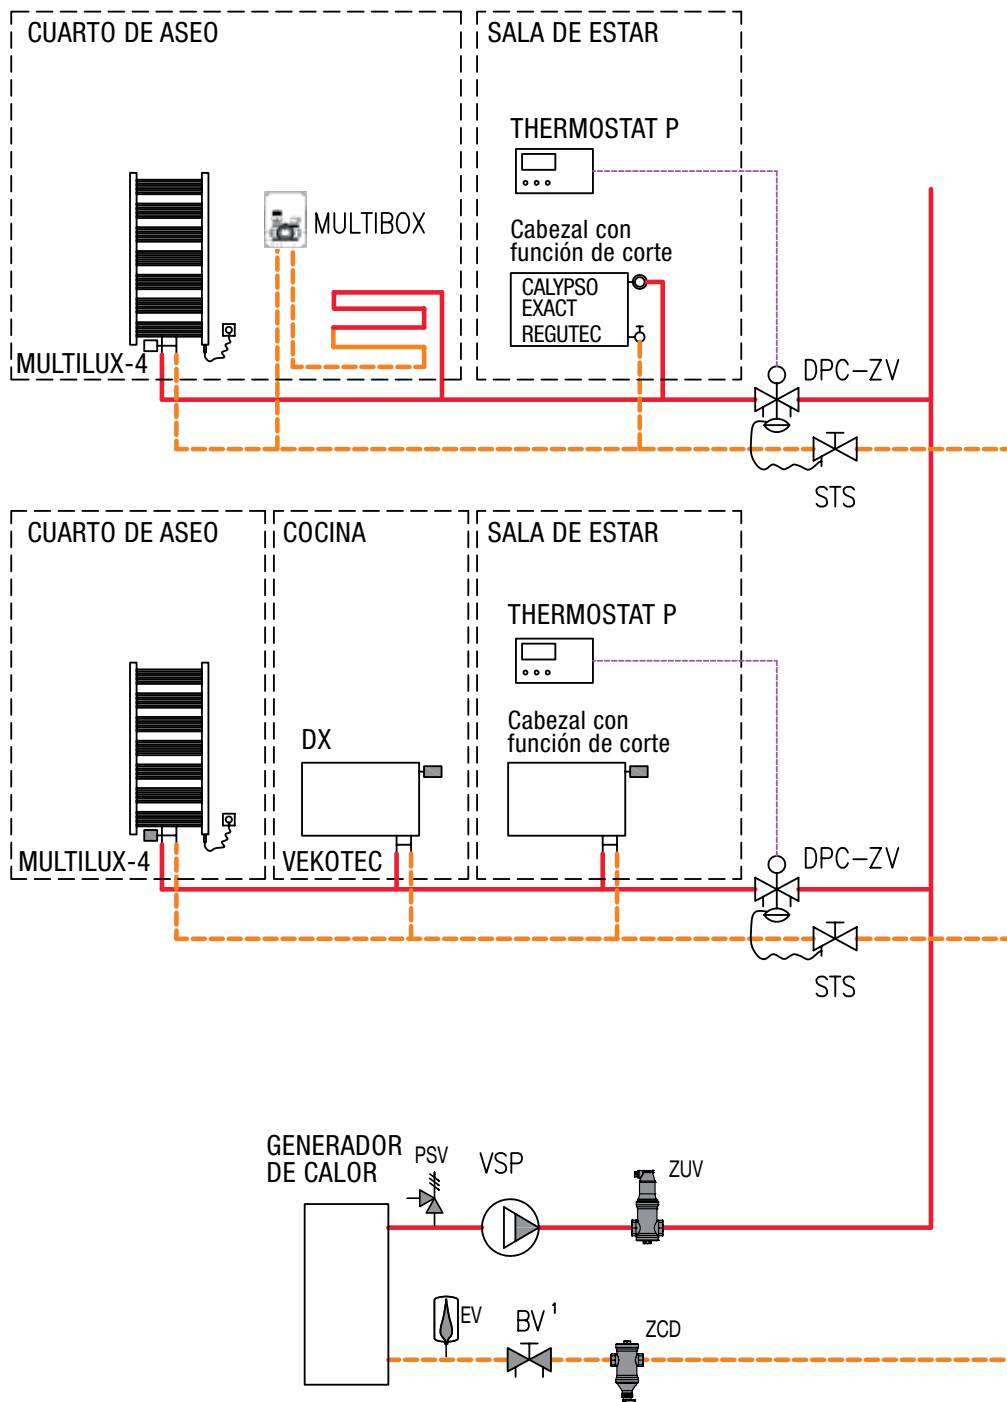 CUARTO DE ASEO
SALA DE ESTAR
THERMOSTAT P
MULTIBOX
Cabezal con
función de corte
CALYPSO
EXACT
REGUTEC
MULTILUX-4
DPC-ZV
STS
CUARTO DE ASEO
COCINA
SALA DE ESTAR
THERMOSTAT P
Cabezal con
función de corte
DX
MULTILUX-4
VEKOTEC
DPC-ZV
STS
GENERADOR
DE CALOR
PSV
VSP
ZUV
EV
BV 1
ZCD